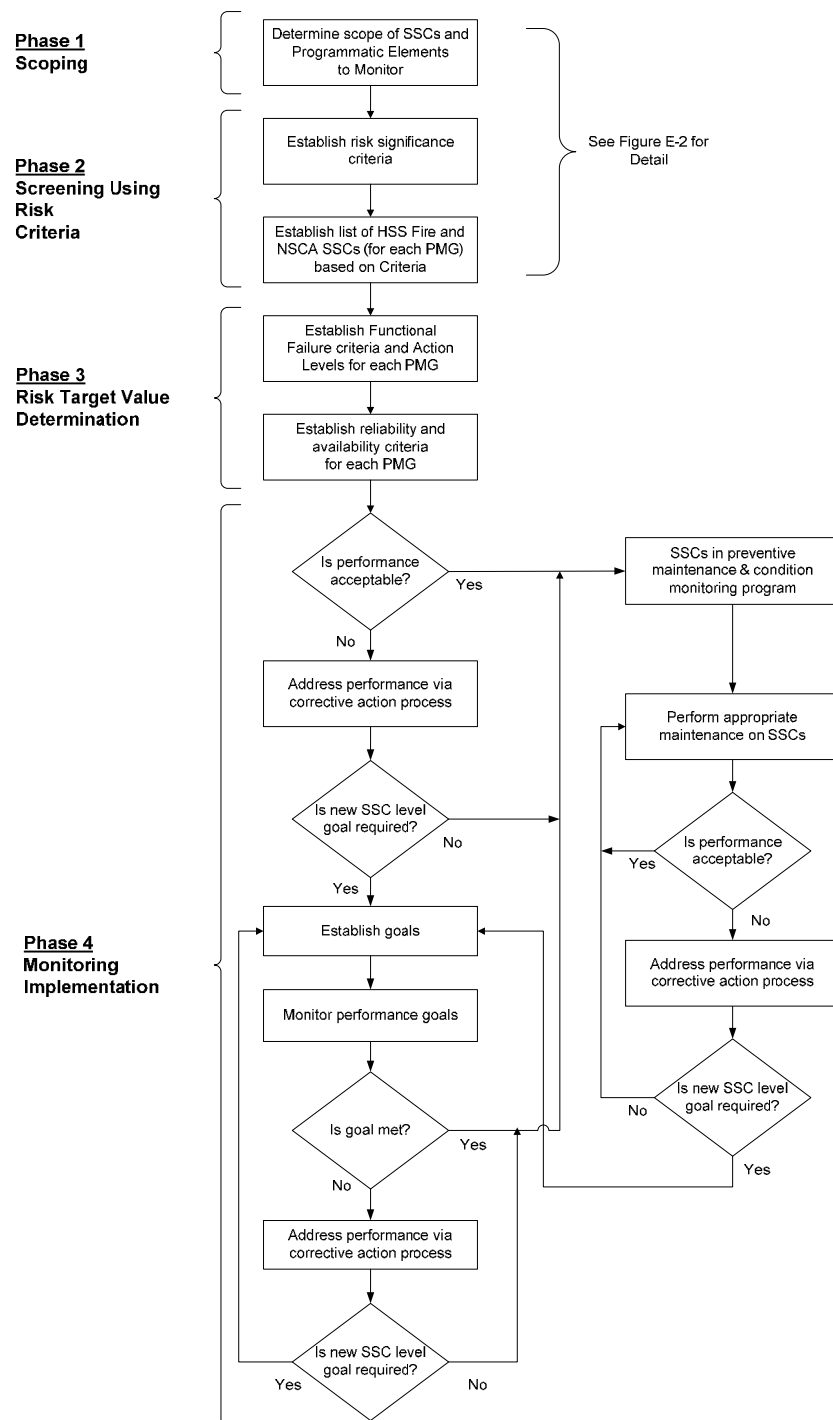 Phase 1
Scoping
Determine scope of SSCs and
Programmatic Elements
to Monitor
See Figure E-2 for
Detail
Phase 2
Screening Using
Risk
Criteria
Establish risk significance
criteria
Establish list of HSS Fire and
NSCA SSCs (for each PMG)
based on Criteria
Phase 3
Risk Target Value
Determination
Establish Functional
Failure criteria and Action
Levels for each PMG
Establish reliability and
availability criteria
for each PMG
Phase 4
Monitoring
Implementation
Is performance
acceptable?
Yes
No
Address performance via
corrective action process
Is new SSC level
goal required?
No
Yes
Establish goals
Monitor performance goals
Is goal met?
Yes
No
Address performance via
corrective action process
Is new SSC level
goal required?
Yes
No
SSCs in preventive
maintenance & condition
monitoring program
Perform appropriate
maintenance on SSCs
Is performance
acceptable?
Yes
No
Address performance via
corrective action process
Is new SSC level
goal required?
No
Yes